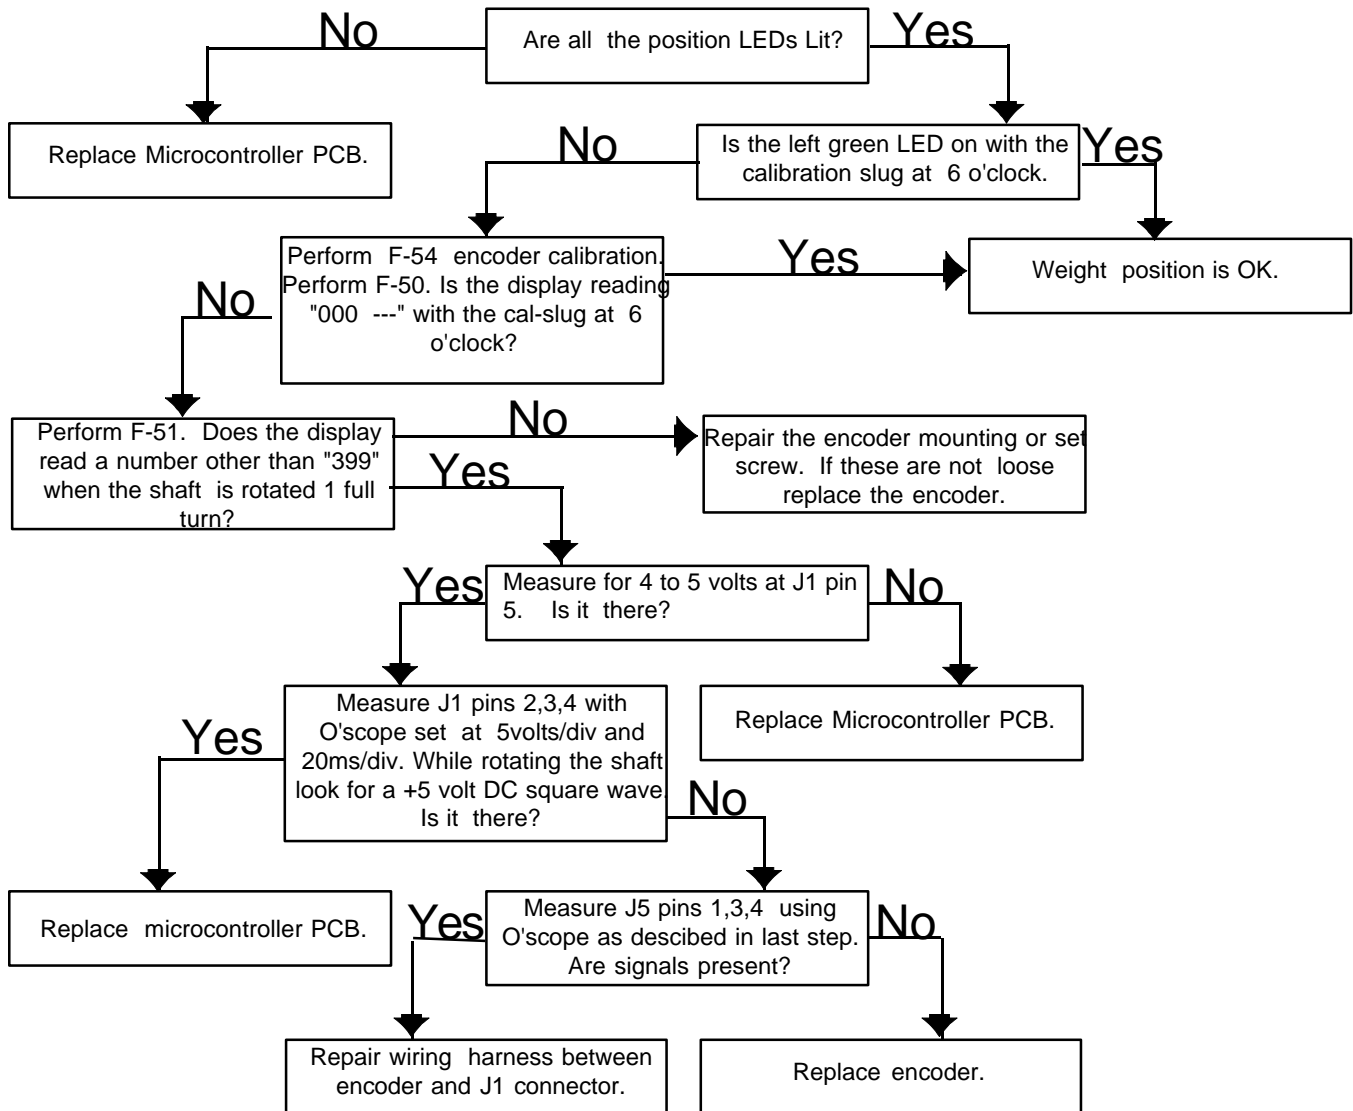 No
Are all the position LEDs Lit?
Yes
Replace Microcontroller PCB.
No
Is the left green LED on with the
calibration slug at 6 o'clock.
Yes
Perform F-54 encoder calibration.
Perform F-50. Is the display reading
"000 ---" with the cal-slug at 6
o'clock?
Yes
Weight position is OK.
No
Perform F-51. Does the display
read a number other than "399"
when the shaft is rotated 1 full
turn?
No
Repair the encoder mounting or set
screw. If these are not loose
replace the encoder.
Yes
Yes
Measure for 4 to 5 volts at J1 pin
5. Is it there?
No
Measure J1 pins 2,3,4 with
O'scope set at 5volts/div and
20ms/div. While rotating the shaft
look for a +5 volt DC square wave.
Is it there?
Replace Microcontroller PCB.
Yes
No
Replace microcontroller PCB.
Yes
Measure J5 pins 1,3,4 using
O'scope as descibed in last step.
Are signals present?
No
Repair wiring harness between
encoder and J1 connector.
Replace encoder.